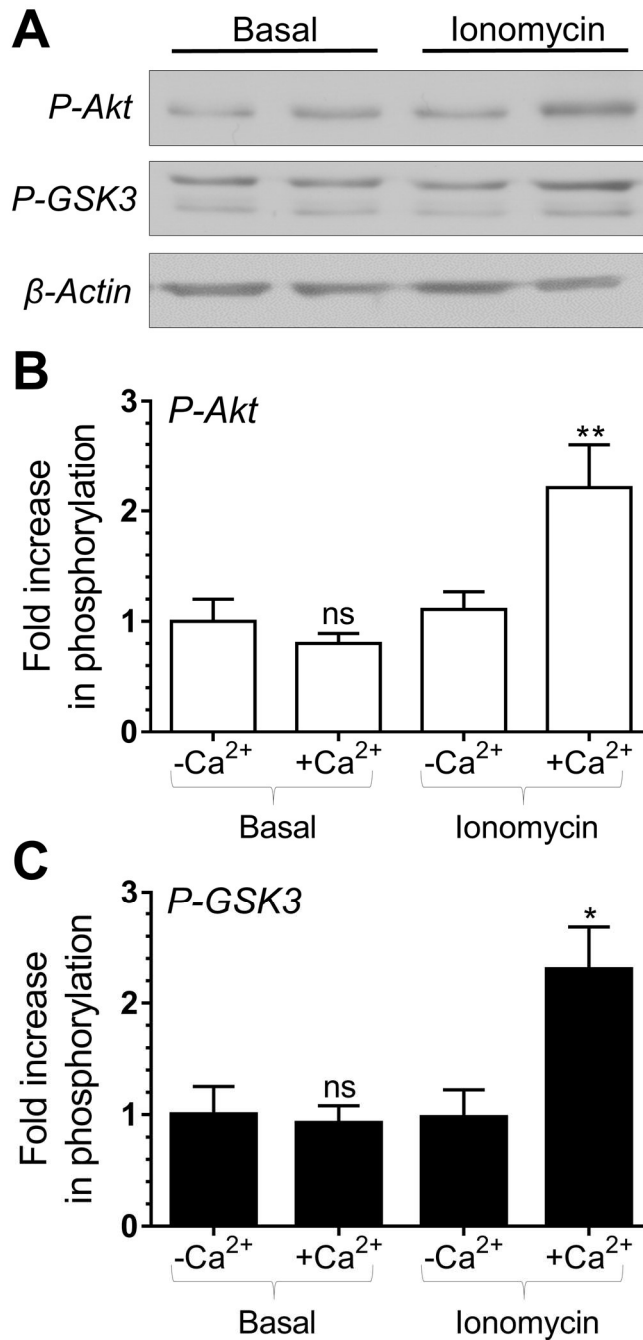 A
Basal Ionomycin
P-Akt
P-GSK3
β-Actin
B
P-Akt
Fold increase
in phosphorylation
3
2
1
0
ns
**
-Ca²⁺ +Ca²⁺ -Ca²⁺ +Ca²⁺
Basal Ionomycin
C
P-GSK3
Fold increase
in phosphorylation
3
2
1
0
ns
*
-Ca²⁺ +Ca²⁺ -Ca²⁺ +Ca²⁺
Basal Ionomycin